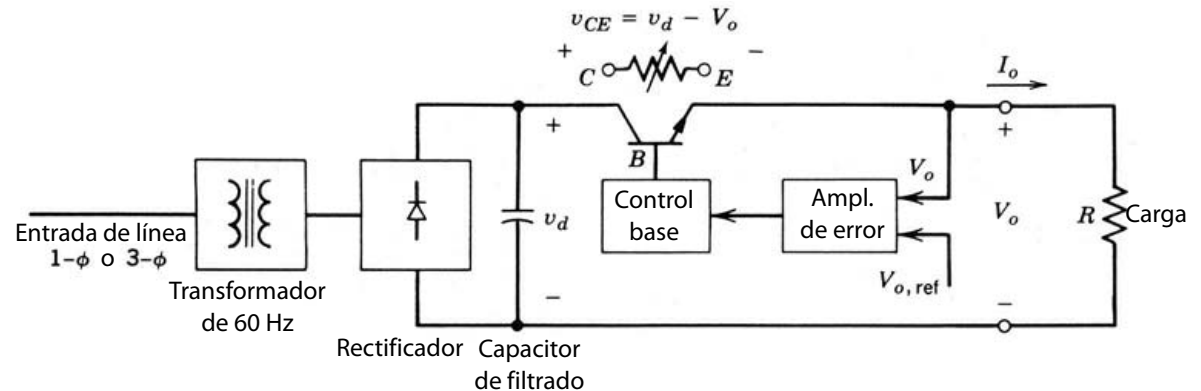 v_CE = v_d − V_o
+
−
C
E
I_o
+
B
+
V_o
Control
base
Ampl.
de error
v_d
V_o
R
Carga
Entrada de línea
1-ϕ o 3-ϕ
V_o, ref
Transformador
de 60 Hz
−
−
Rectificador
Capacitor
de filtrado